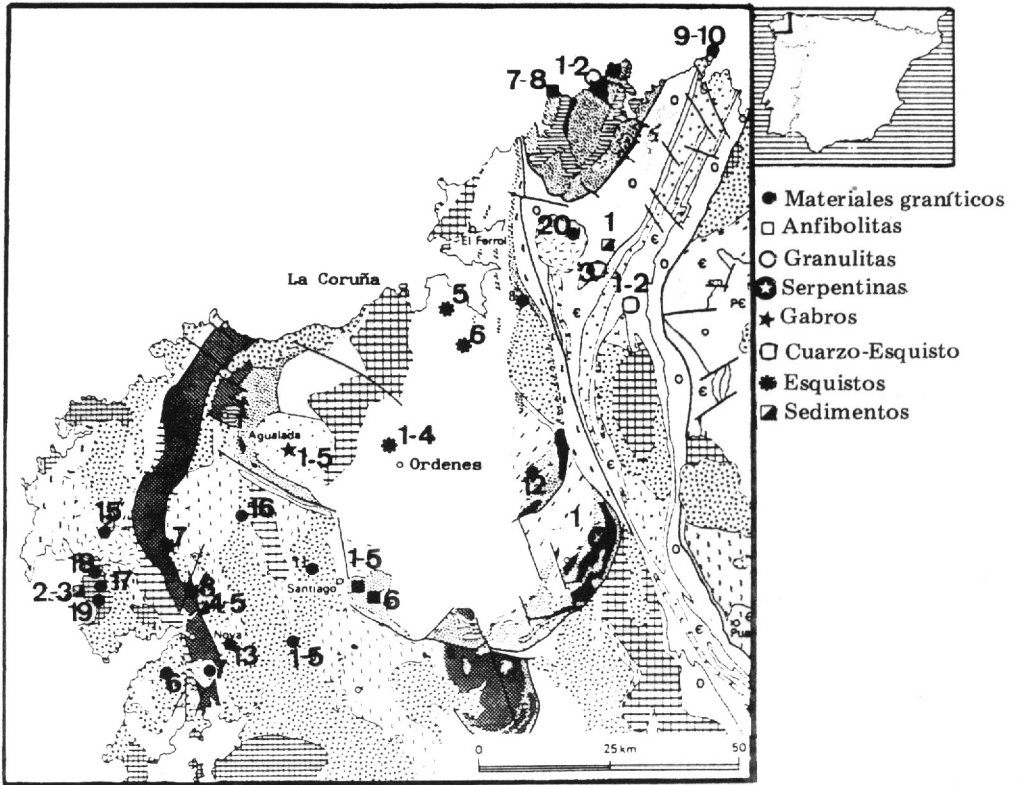 9-10
1-2
7-8
20
1
El Ferrol
3
1-2
La Coruña
5
6
PЄ
Є
O
Agualada
1-5
1-4
Ordenes
12
1
15
16
7
11
1-5
Santiago
6
18
17
2-3
19
8
4-5
Noya
13
1-5
6
7
0
25 km
50
Materiales graníticos
Anfibolitas
Granulitas
Serpentinas
Gabros
Cuarzo-Esquisto
Esquistos
Sedimentos